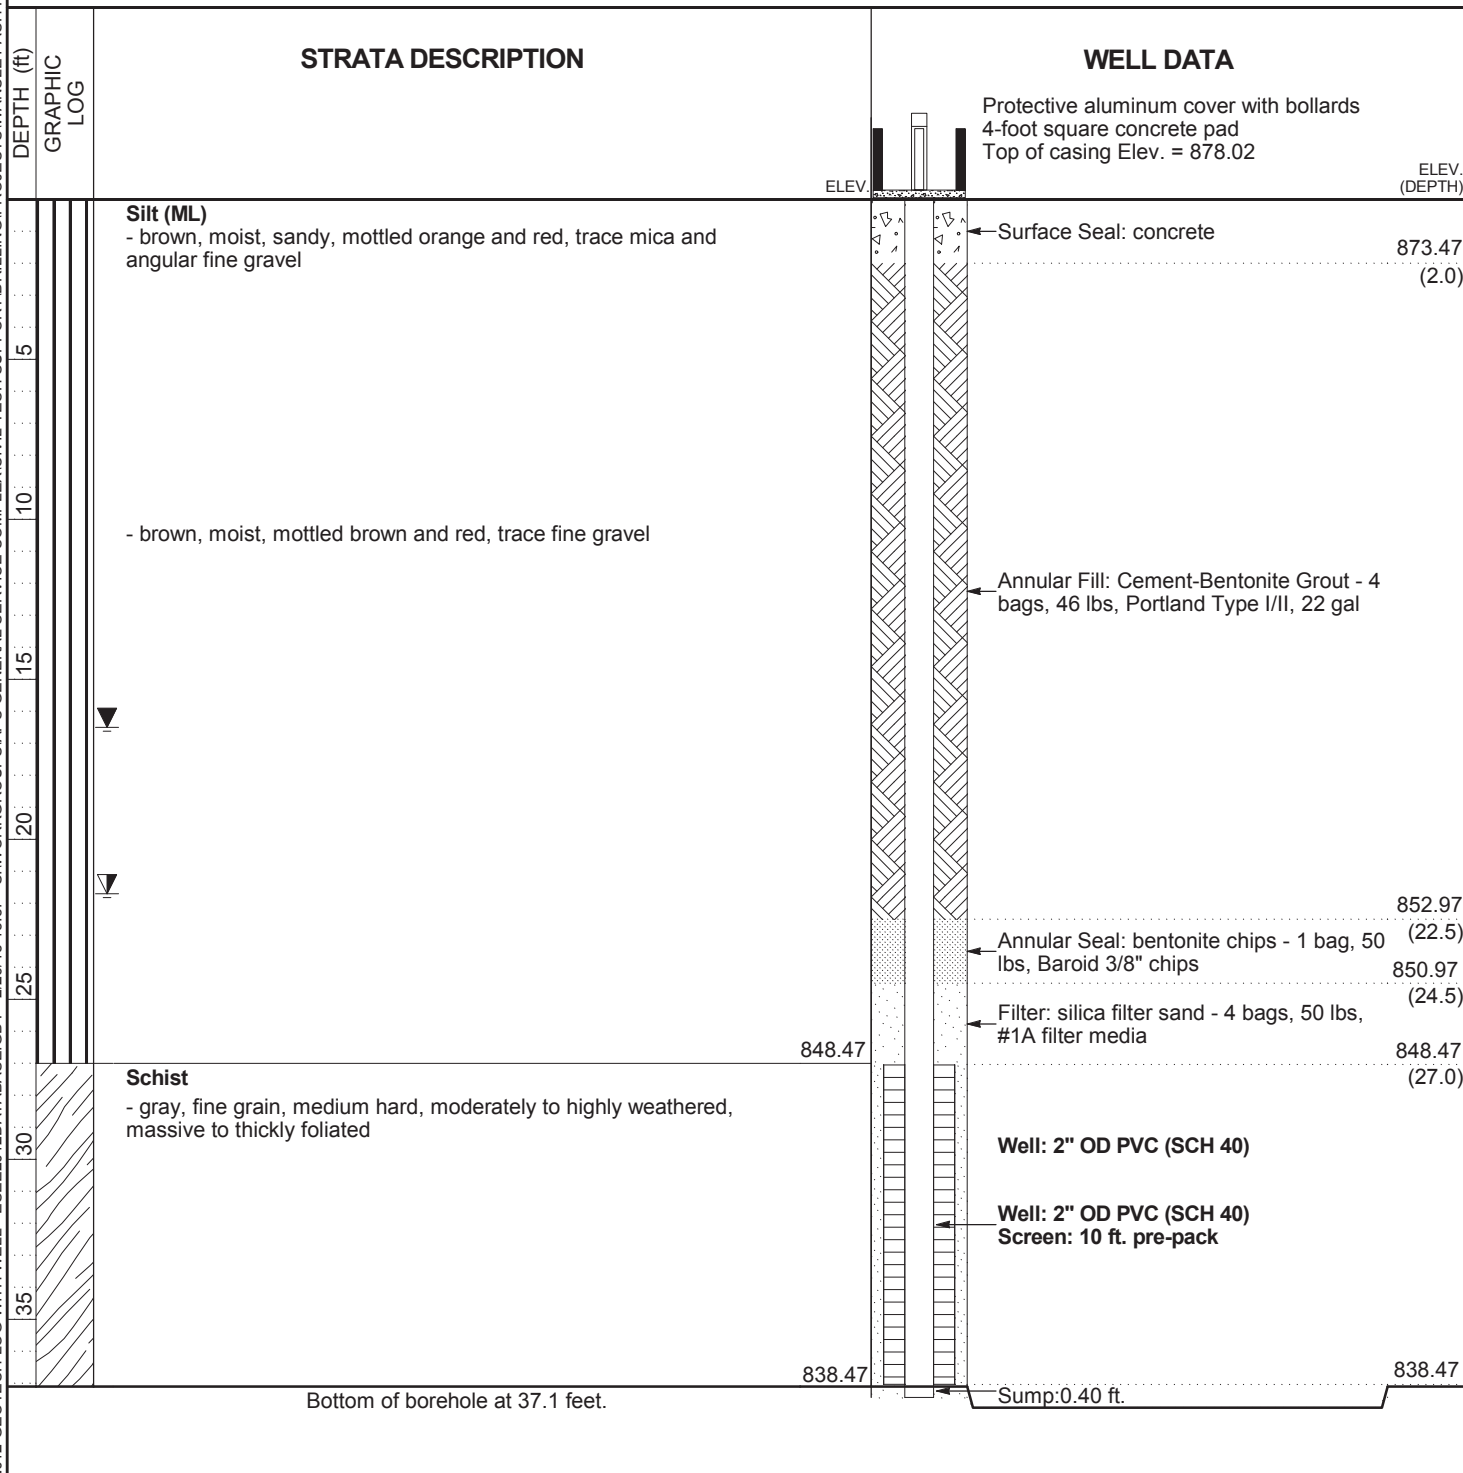 DEPTH (ft)
GRAPHIC
LOG
STRATA DESCRIPTION
ELEV.
WELL DATA
Protective aluminum cover with bollards
4-foot square concrete pad
Top of casing Elev. = 878.02
ELEV.
(DEPTH)
Silt (ML)
- brown, moist, sandy, mottled orange and red, trace mica and
angular fine gravel
Surface Seal: concrete
873.47
(2.0)
5
10
- brown, moist, mottled brown and red, trace fine gravel
Annular Fill: Cement-Bentonite Grout - 4
bags, 46 lbs, Portland Type I/II, 22 gal
15
20
852.97
(22.5)
Annular Seal: bentonite chips - 1 bag, 50
lbs, Baroid 3/8" chips
850.97
(24.5)
25
Filter: silica filter sand - 4 bags, 50 lbs,
#1A filter media
848.47
848.47
(27.0)
Schist
- gray, fine grain, medium hard, moderately to highly weathered,
massive to thickly foliated
30
Well: 2" OD PVC (SCH 40)
Well: 2" OD PVC (SCH 40)
Screen: 10 ft. pre-pack
35
838.47
838.47
Bottom of borehole at 37.1 feet.
Sump:0.40 ft.